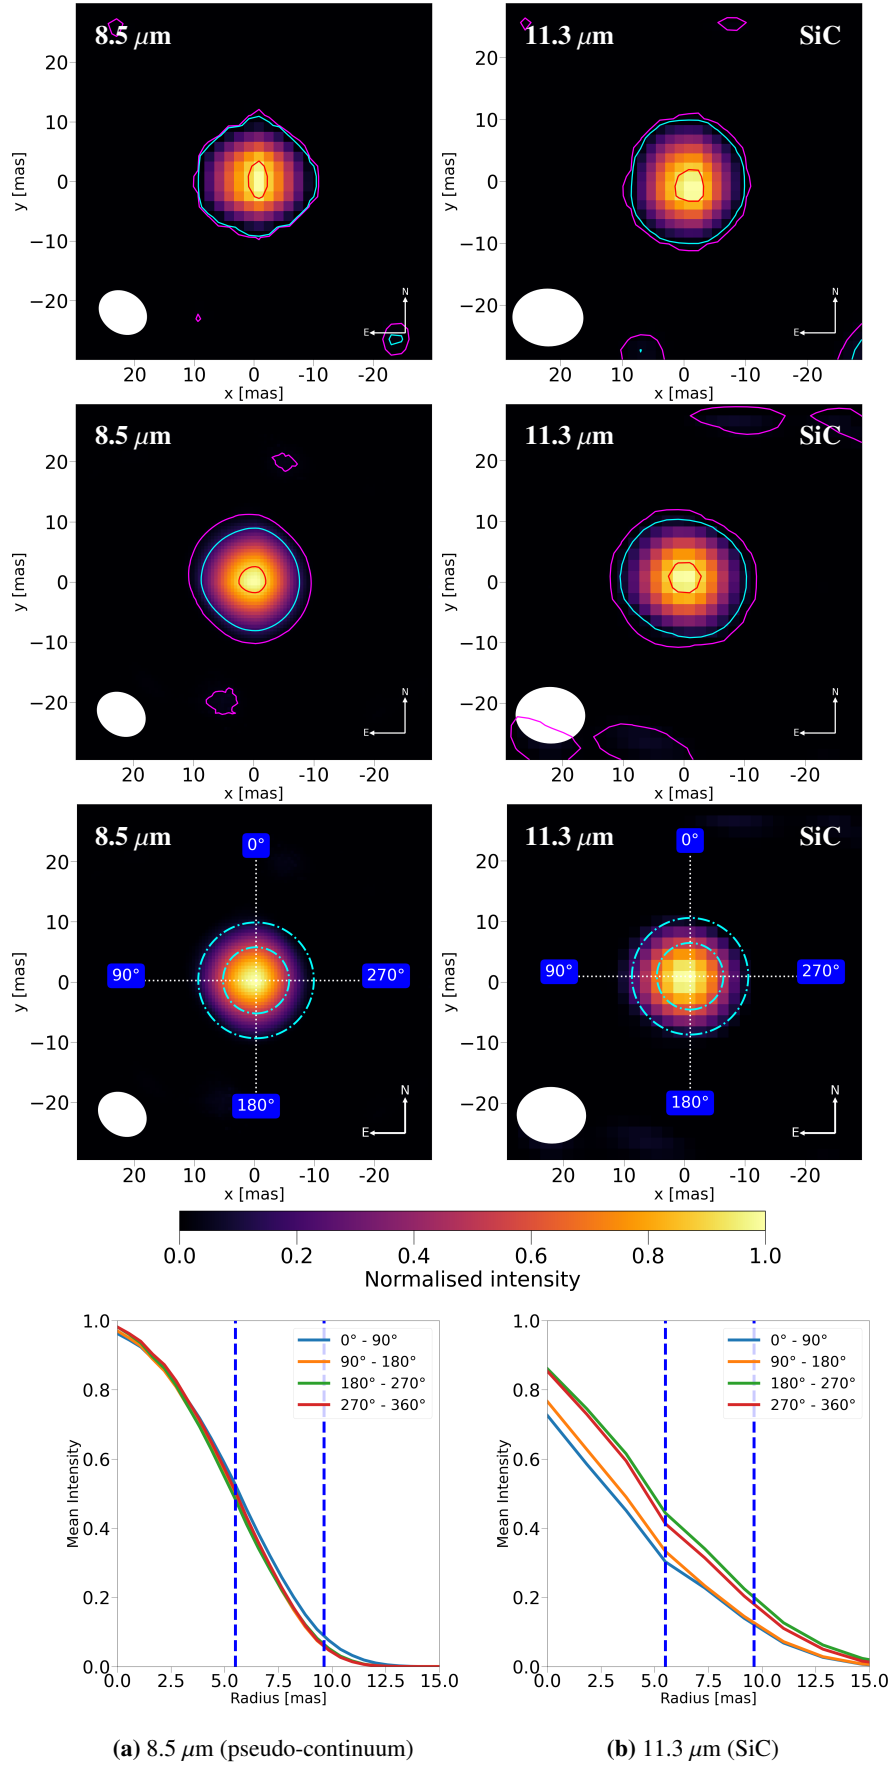 8.5 μm
11.3 μm SiC
20
10
0
−10
−20
y [mas]
20 10 0 -10 -20
x [mas]
N
E
20
10
0
−10
−20
y [mas]
20 10 0 -10 -20
x [mas]
N
E
8.5 μm
11.3 μm SiC
20
10
0
−10
−20
y [mas]
20 10 0 -10 -20
x [mas]
N
E
20
10
0
−10
−20
y [mas]
20 10 0 -10 -20
x [mas]
N
E
8.5 μm
11.3 μm SiC
0°
90° 270°
180°
20
10
0
−10
−20
y [mas]
20 10 0 -10 -20
x [mas]
N
E
0°
90° 270°
180°
20
10
0
−10
−20
y [mas]
20 10 0 -10 -20
x [mas]
N
E
0.0 0.2 0.4 0.6 0.8 1.0
Normalised intensity
1.0
0.8
0.6
0.4
0.2
0.0
Mean Intensity
0° - 90°
90° - 180°
180° - 270°
270° - 360°
0.0 2.5 5.0 7.5 10.0 12.5 15.0
Radius [mas]
(a) 8.5 μm (pseudo-continuum)
1.0
0.8
0.6
0.4
0.2
0.0
Mean Intensity
0° - 90°
90° - 180°
180° - 270°
270° - 360°
0.0 2.5 5.0 7.5 10.0 12.5 15.0
Radius [mas]
(b) 11.3 μm (SiC)